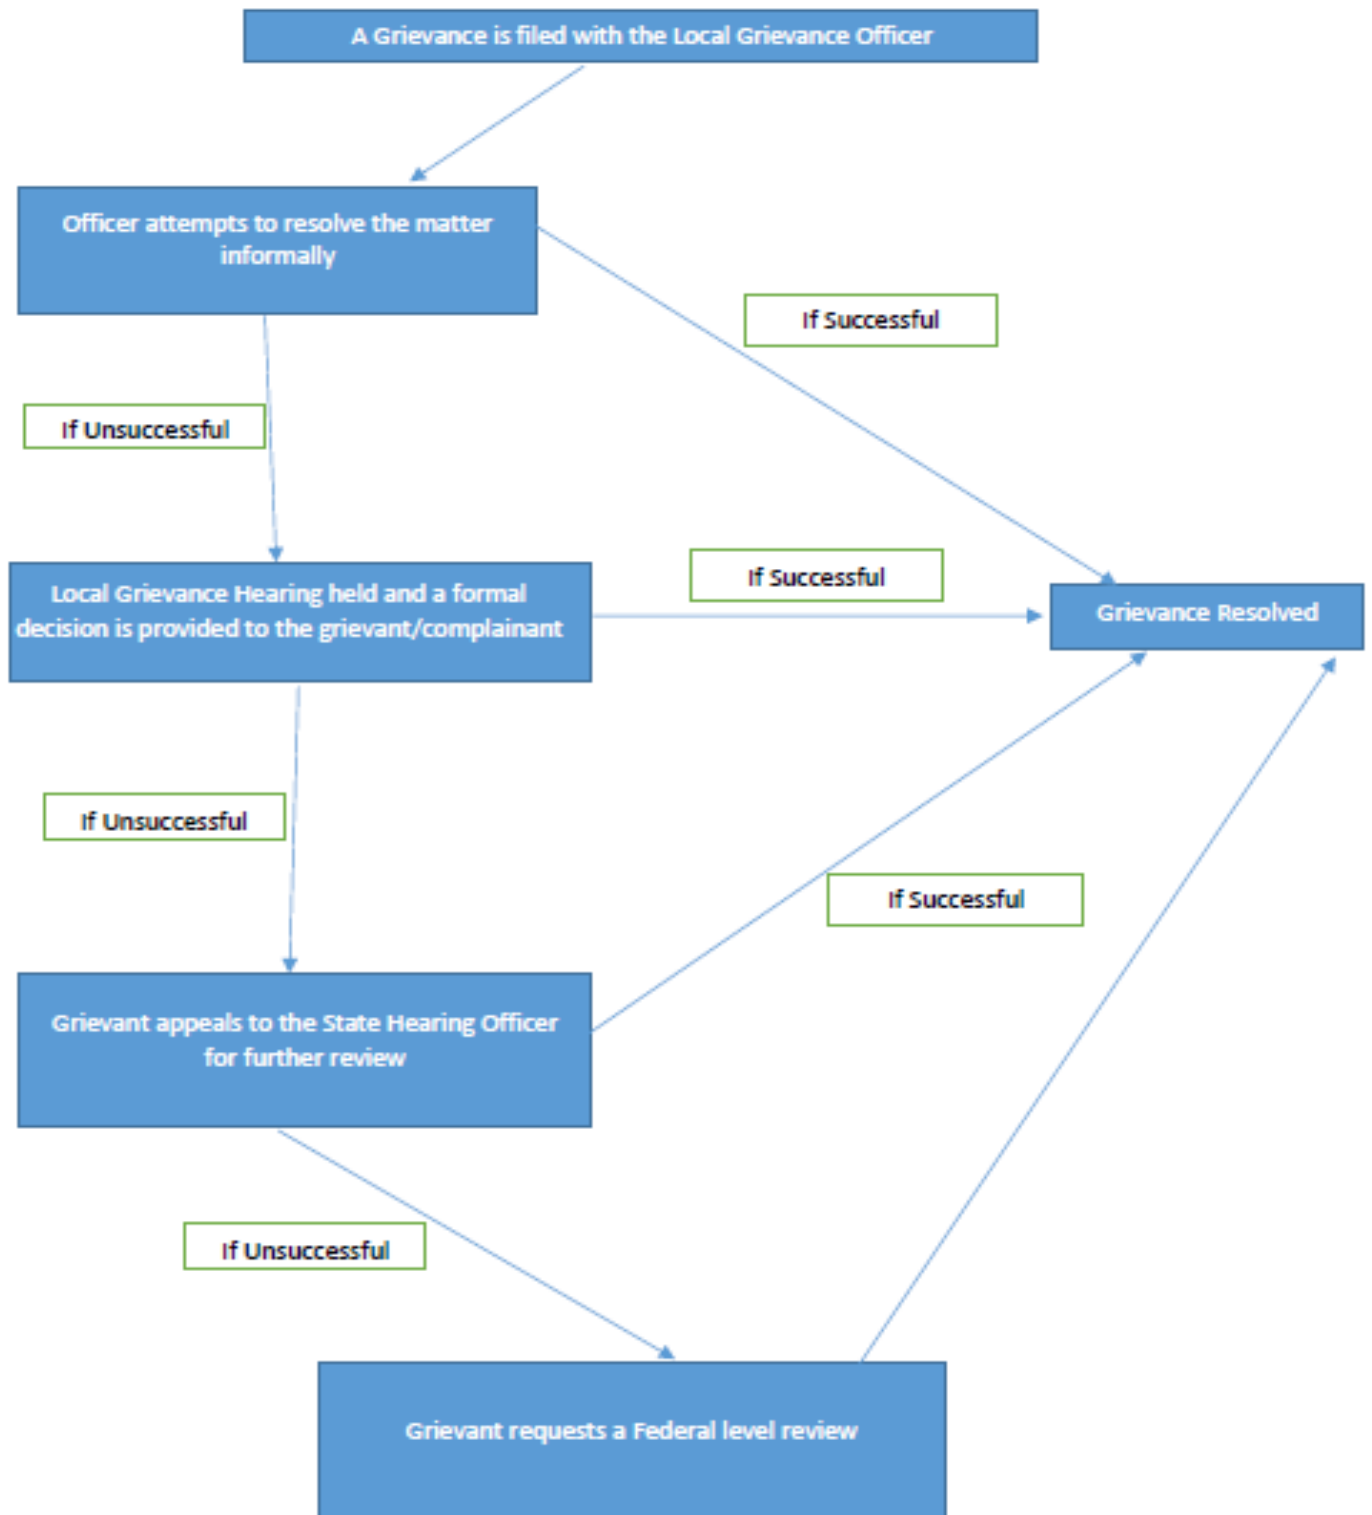 A Grievance is filed with the Local Grievance Officer
Officer attempts to resolve the matter
informally
If Successful
If Unsuccessful
Local Grievance Hearing held and a formal
decision is provided to the grievant/complainant
If Successful
Grievance Resolved
If Unsuccessful
If Successful
Grievant appeals to the State Hearing Officer
for further review
If Unsuccessful
Grievant requests a Federal level review